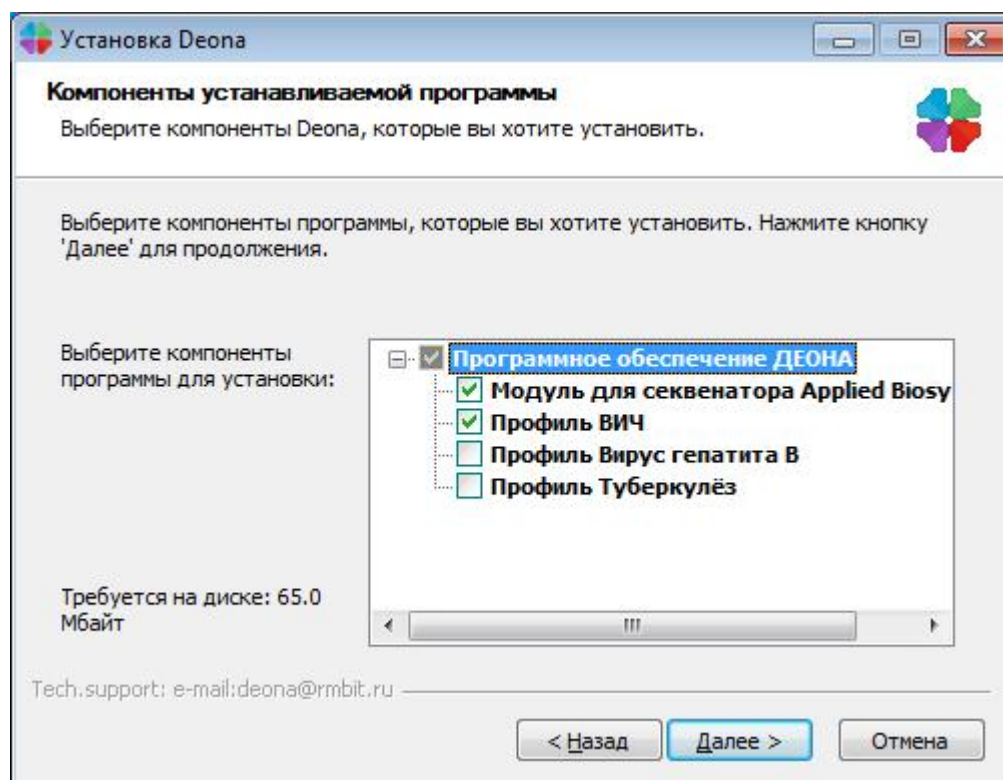 Установка Deona
Компоненты устанавливаемой программы
Выберите компоненты Deona, которые вы хотите установить.
Выберите компоненты программы, которые вы хотите установить. Нажмите кнопку
'Далее' для продолжения.
Выберите компоненты
программы для установки:
Программное обеспечение ДЕОНА
Модуль для секвенатора Applied Biosy
Профиль ВИЧ
Профиль Вирус гепатита В
Профиль Туберкулёз
Требуется на диске: 65.0
Мбайт
Tech.support: e-mail:deona@rmbit.ru
< Назад
Далее >
Отмена